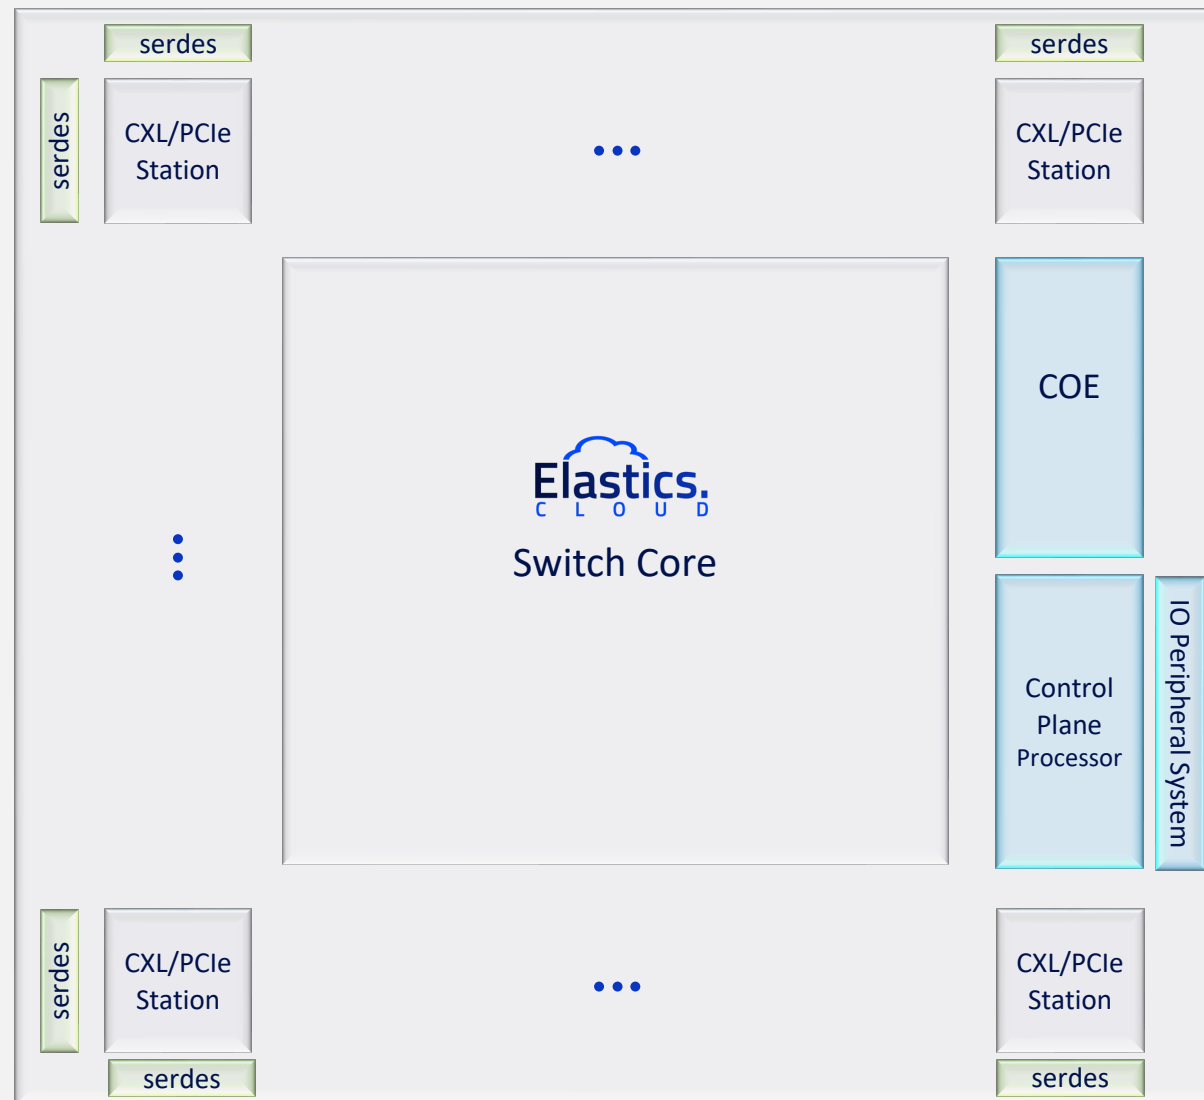 serdes
serdes
serdes
CXL/PCIe
Station
CXL/PCIe
Station
Elastics.
CLOUD
Switch Core
COE
Control
Plane
Processor
IO Peripheral System
serdes
CXL/PCIe
Station
CXL/PCIe
Station
serdes
serdes